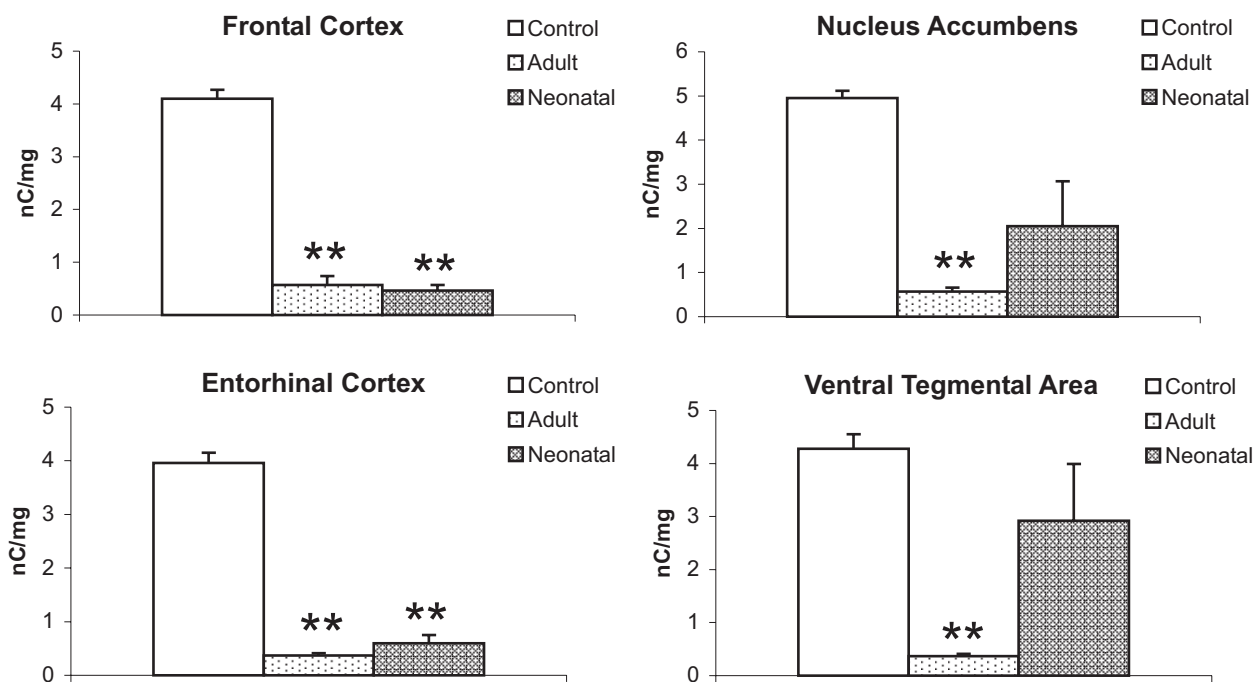 Frontal Cortex
Control
Adult
Neonatal
nC/mg
5
4
3
2
1
0
**
**
Nucleus Accumbens
Control
Adult
Neonatal
nC/mg
6
5
4
3
2
1
0
**
Entorhinal Cortex
Control
Adult
Neonatal
nC/mg
5
4
3
2
1
0
**
**
Ventral Tegmental Area
Control
Adult
Neonatal
nC/mg
5
4
3
2
1
0
**